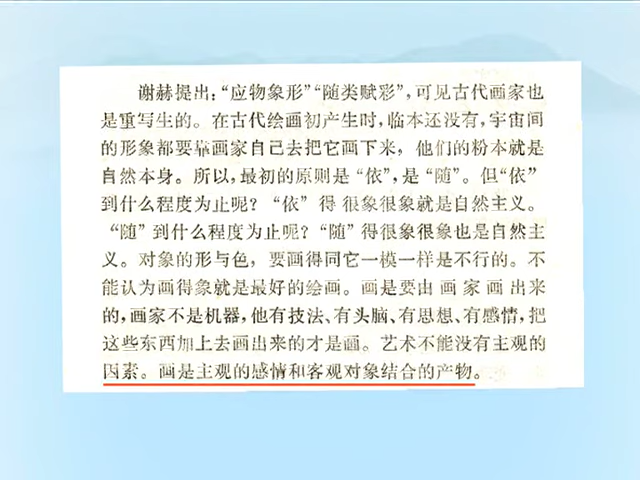 谢赫提出：“应物象形”“随类赋彩”，可见古代画家也
是重写生的。在古代绘画初产生时，临本还没有，宇宙间
的形象都要靠画家自己去把它画下来，他们的粉本就是
自然本身。所以，最初的原则是“依”，是“随”。但“依”
到什么程度为止呢？“依”得很象很象就是自然主义。
“随”到什么程度为止呢？“随”得很象很象也是自然主
义。对象的形与色，要画得同它一模一样是不行的。不
能认为画得象就是最好的绘画。画是要由画家画出来
的，画家不是机器，他有技法、有头脑、有思想、有感情，把
这些东西加上去画出来的才是画。艺术不能没有主观的
因素。画是主观的感情和客观对象结合的产物。